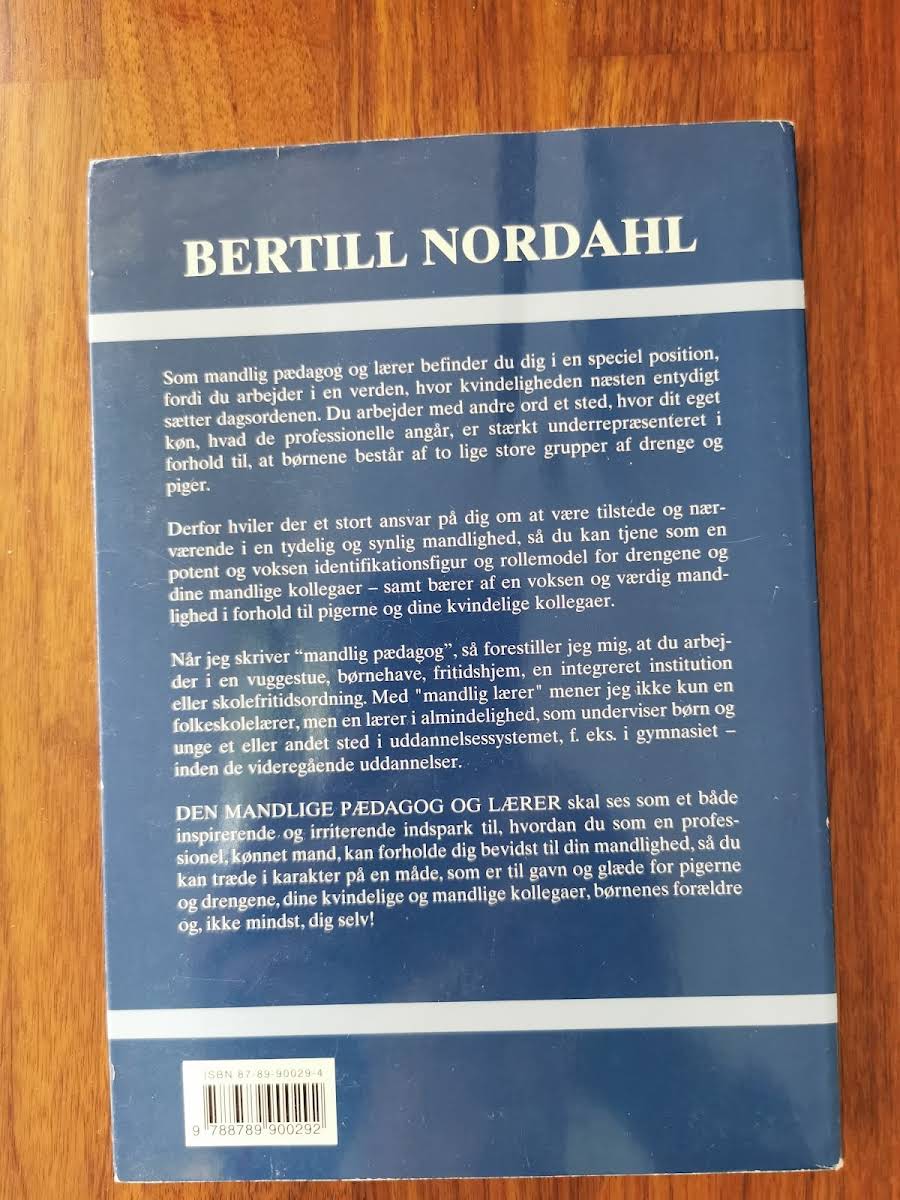 BERTILL NORDAHL
Som mandlig pædagog og lærer befinder du dig i en speciel position,
fordi du arbejder i en verden, hvor kvindeligheden næsten entydigt
sætter dagsordenen. Du arbejder med andre ord et sted, hvor dit eget
køn, hvad de professionelle angår, er stærkt underrepræsenteret i
forhold til, at børnene består af to lige store grupper af drenge og
piger.
Derfor hviler der et stort ansvar på dig om at være tilstede og nær-
værende i en tydelig og synlig mandlighed, så du kan tjene som en
potent og voksen identifikationsfigur og rollemodel for drengene og
dine mandlige kollegaer – samt bærer af en voksen og værdig mand-
lighed i forhold til pigerne og dine kvindelige kollegaer.
Når jeg skriver “mandlig pædagog”, så forestiller jeg mig, at du arbej-
der i en vuggestue, børnehave, fritidshjem, en integreret institution
eller skolefritidsordning. Med "mandlig lærer" mener jeg ikke kun en
folkeskolelærer, men en lærer i almindelighed, som underviser børn og
unge et eller andet sted i uddannelsessystemet, f. eks. i gymnasiet –
inden de videregående uddannelser.
DEN MANDLIGE PÆDAGOG OG LÆRER skal ses som et både
inspirerende og irriterende indspark til, hvordan du som en profes-
sionel, kønnet mand, kan forholde dig bevidst til din mandlighed, så du
kan træde i karakter på en måde, som er til gavn og glæde for pigerne
og drengene, dine kvindelige og mandlige kollegaer, børnenes forældre
og, ikke mindst, dig selv!
ISBN 87-89-90029-4
9 788789 900292